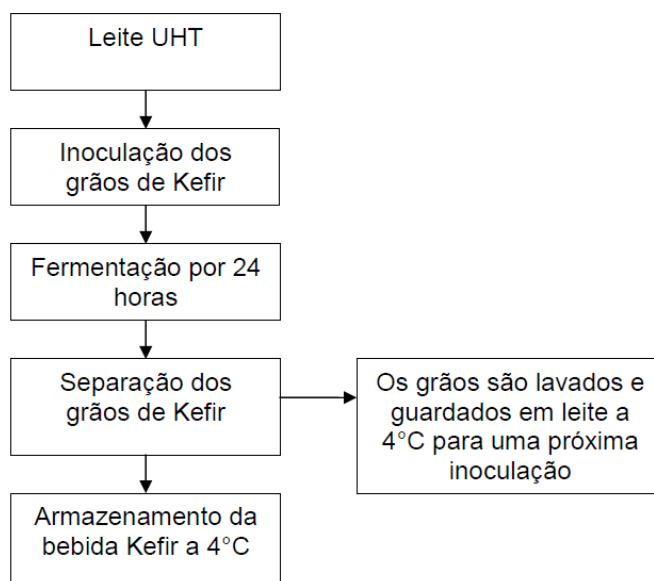 Leite UHT
Inoculação dos
grãos de Kefir
Fermentação por 24
horas
Separação dos
grãos de Kefir
Os grãos são lavados e
guardados em leite a
4°C para uma próxima
inoculação
Armazenamento da
bebida Kefir a 4°C